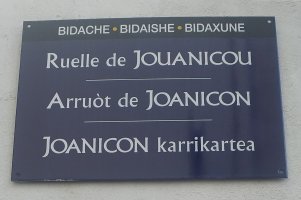 BIDACHE • BIDAISHE • BIDAXUNE
Ruelle de JOUANICOU
Arruòt de JOANICON
JOANICON karrikartea